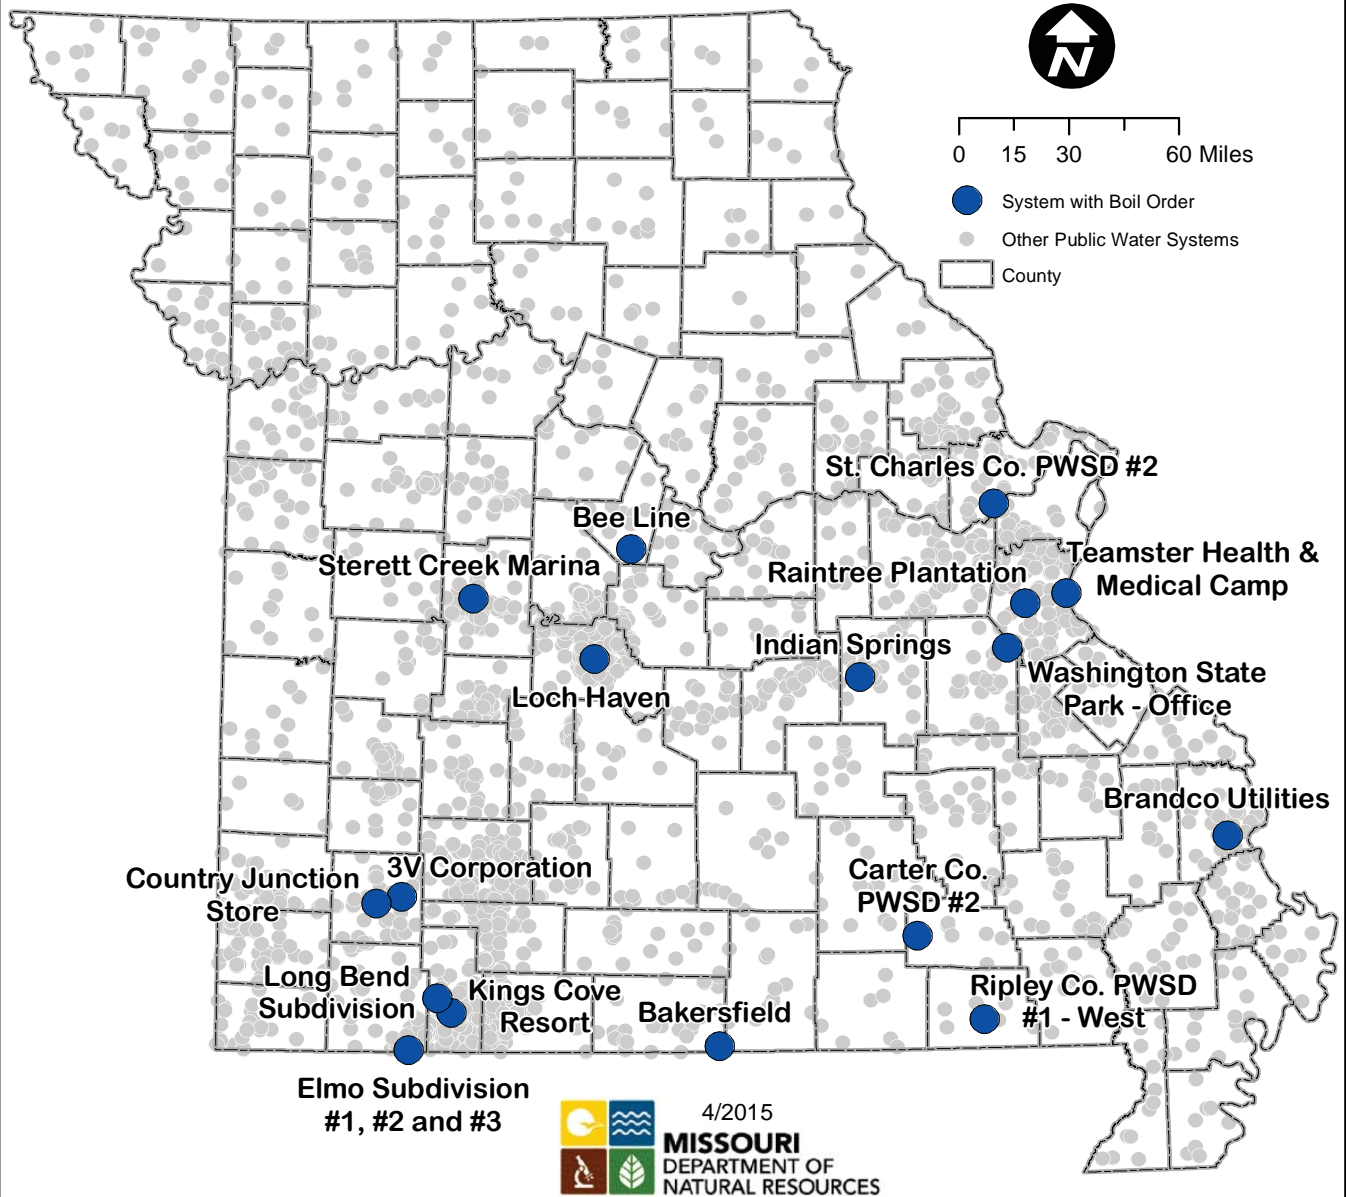 N
0 15 30 60 Miles
System with Boil Order
Other Public Water Systems
County
St. Charles Co. PWSD #2
Bee Line
Sterett Creek Marina
Teamster Health &
Medical Camp
Raintree Plantation
Indian Springs
Washington State
Park - Office
Loch Haven
Brandco Utilities
3V Corporation
Country Junction
Store
Carter Co.
PWSD #2
Long Bend
Subdivision
Kings Cove
Resort
Bakersfield
Ripley Co. PWSD
#1 - West
Elmo Subdivision
#1, #2 and #3
4/2015
MISSOURI
DEPARTMENT OF
NATURAL RESOURCES